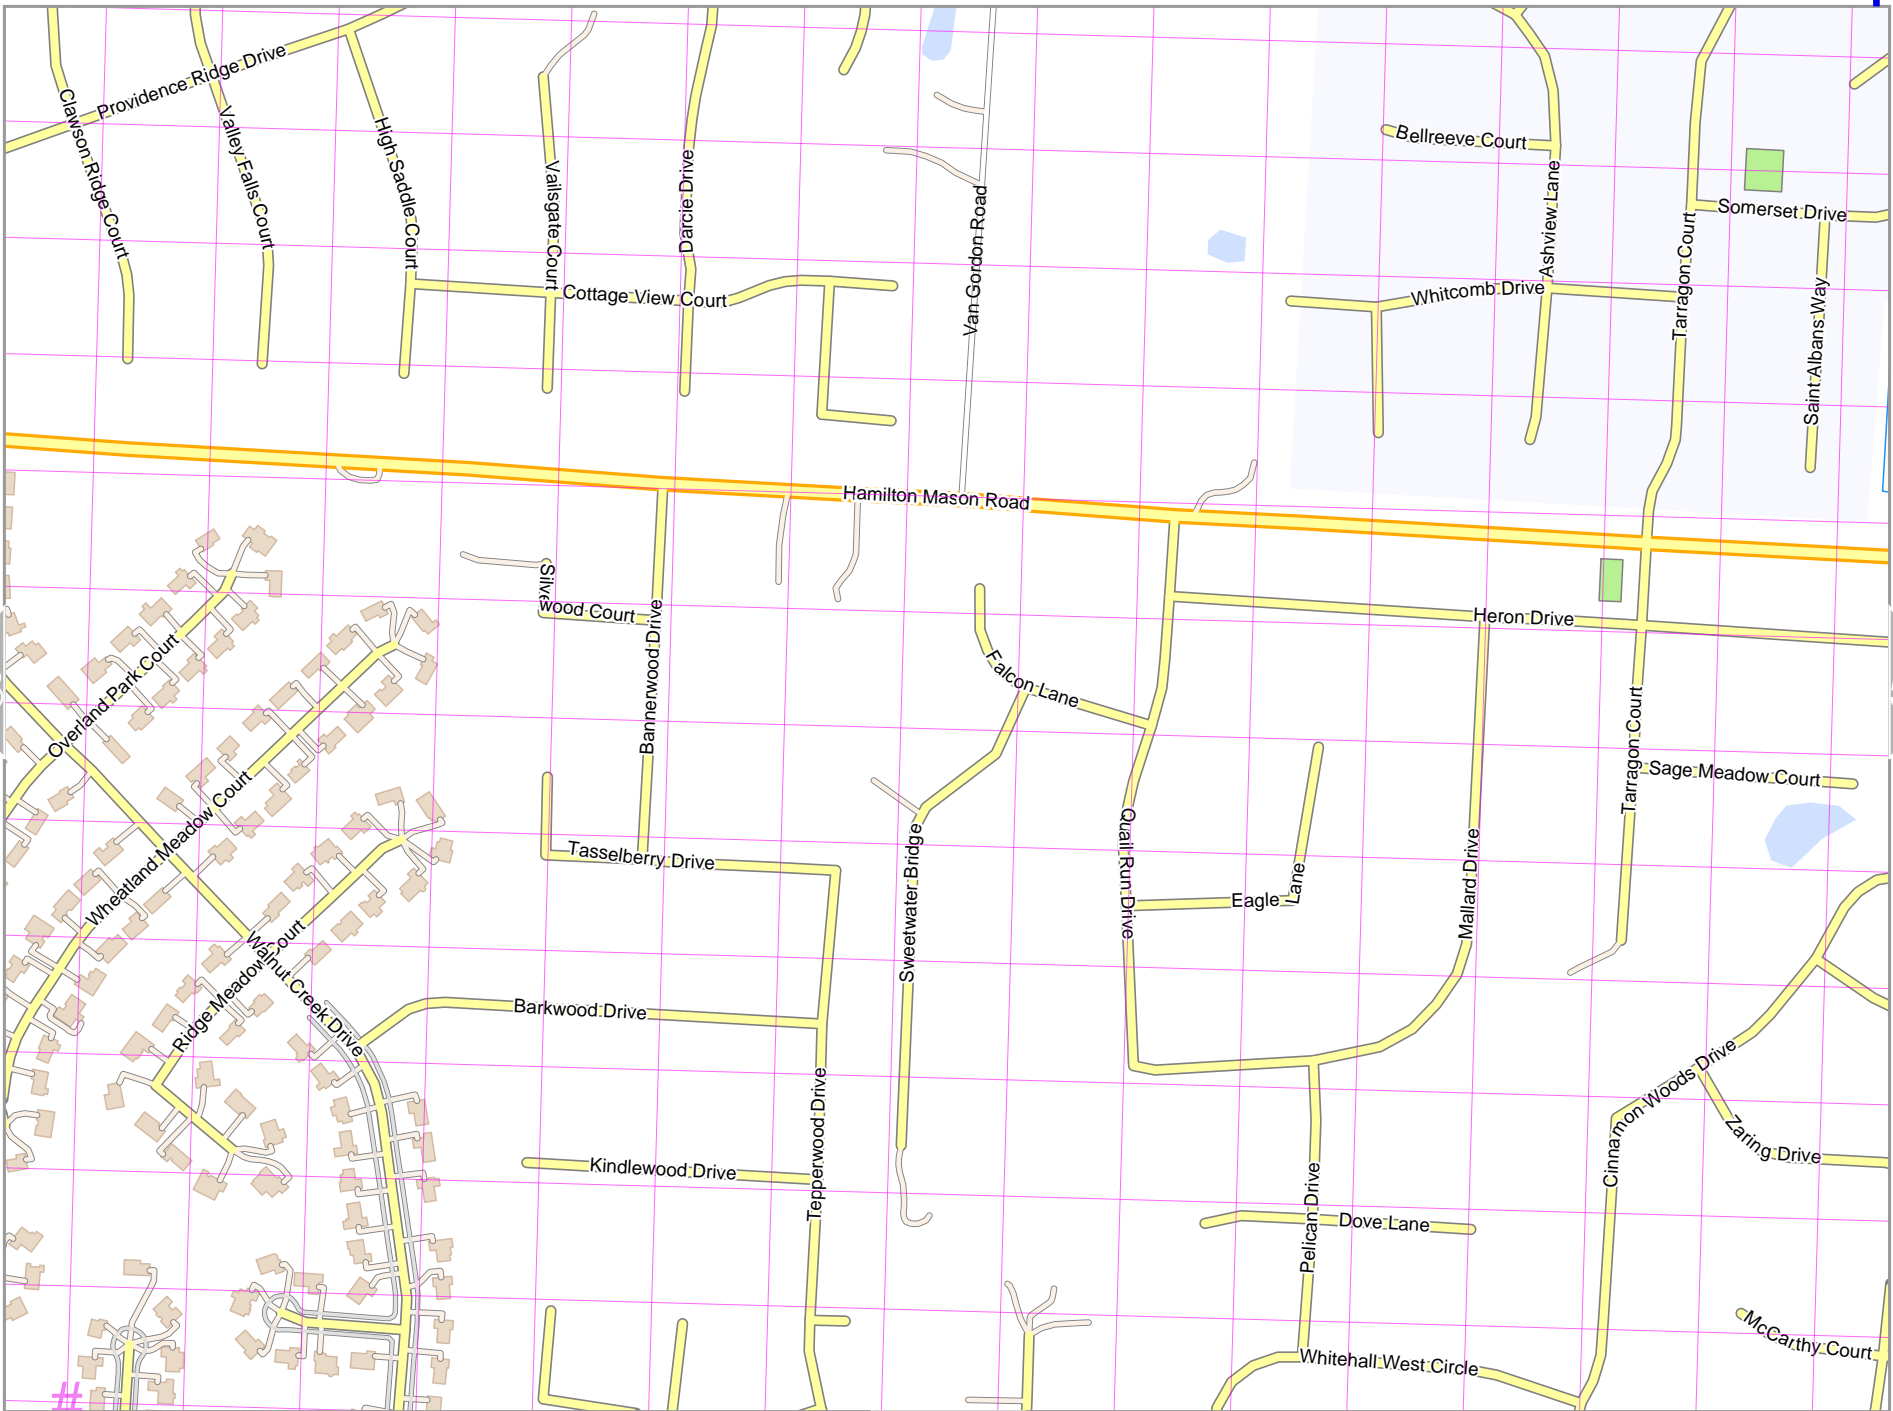 Providence Ridge Drive
Clawson Ridge Court
Valley Falls Court
High Saddle Court
Vailsgate Court
Darcie Drive
Cottage View Court
Van Gordon Road
Bellreeve Court
Ashview Lane
Whitcomb Drive
Tarragon Court
Somerset Drive
Saint Albans Way
Hamilton Mason Road
Silve
wood Court
Bannerwood Drive
Heron Drive
Falcon Lane
Overland Park Court
Tarragon Court
Sage Meadow Court
Wheatland Meadow Court
Tasselberry Drive
Sweetwater Bridge
Quail Run Drive
Eagle Lane
Mallard Drive
Walnut Creek Drive
Ridge Meadow Court
Barkwood Drive
Tepperwood Drive
Kindlewood Drive
Cinnamon Woods Drive
Zaring Drive
Pelican Drive
Dove Lane
Whitehall West Circle
McCarthy Court
#